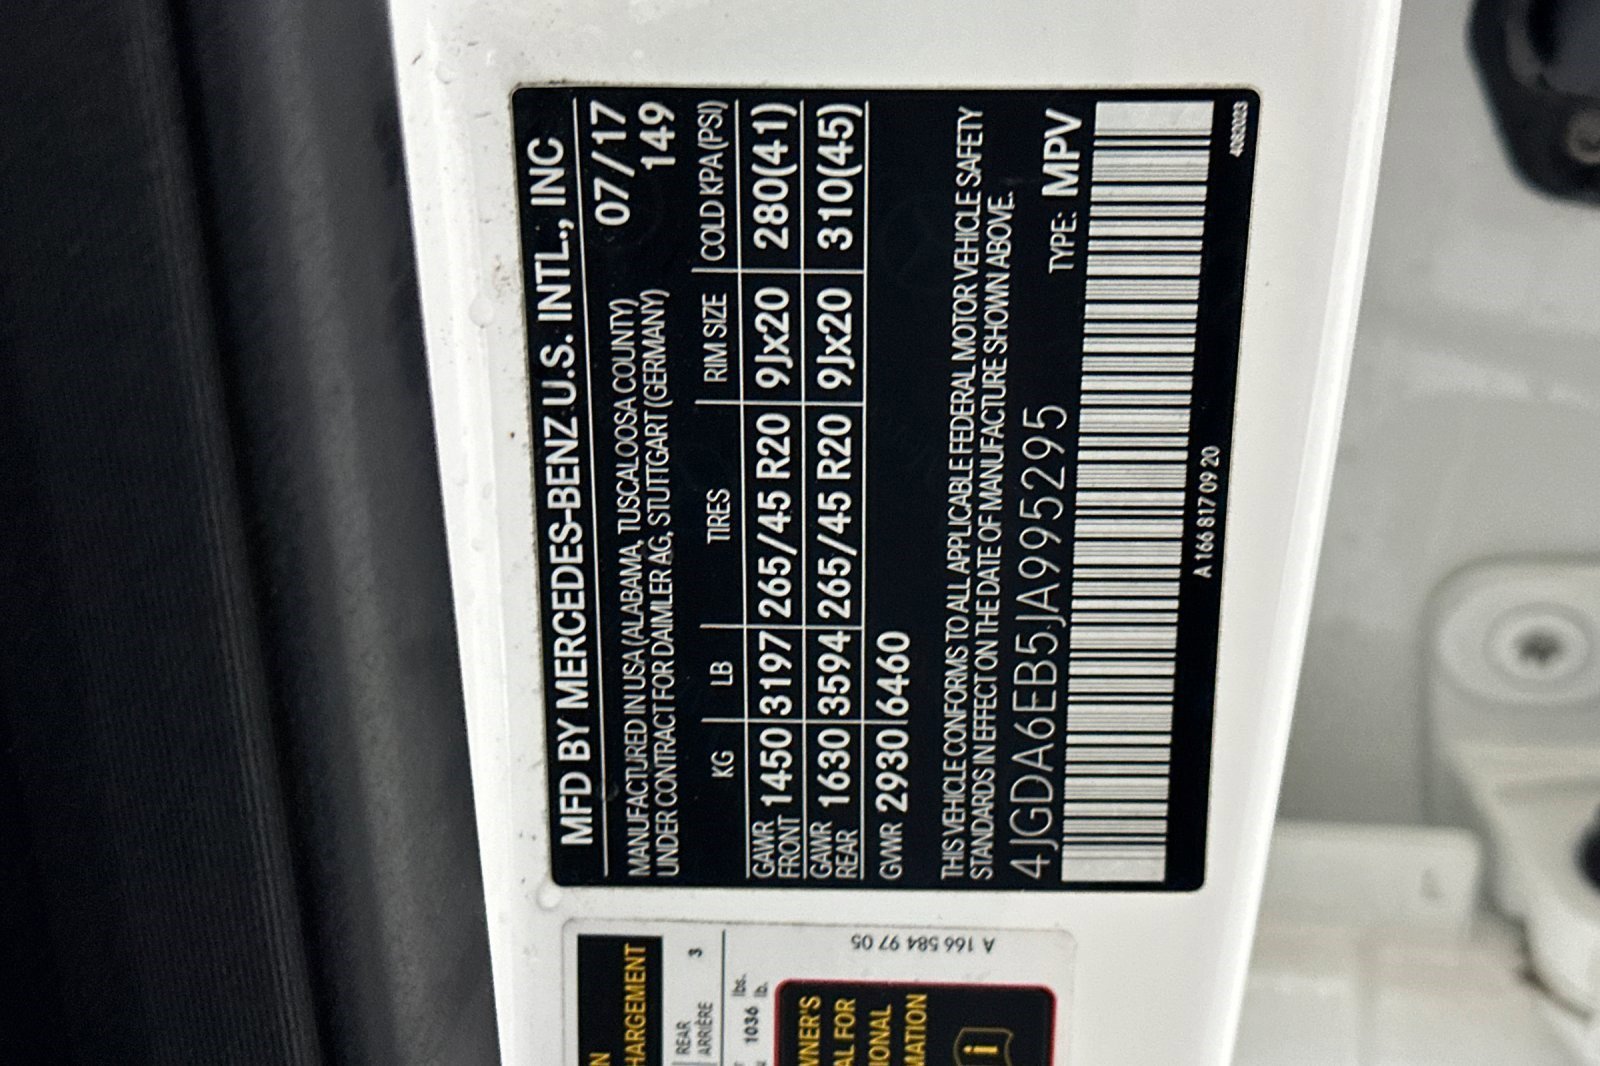 MFD BY MERCEDES-BENZ U.S. INTL., INC
07/17
MANUFACTURED IN USA (ALABAMA, TUSCALOOSA COUNTY) 149
UNDER CONTRACT FOR DAIMLER AG, STUTTGART (GERMANY)
KG LB TIRES RIM SIZE COLD KPA (PSI)
GAWR FRONT 1450 3197 265/45 R20 9Jx20 280(41)
GAWR REAR 1630 3594 265/45 R20 9Jx20 310(45)
GVWR 2930 6460
THIS VEHICLE CONFORMS TO ALL APPLICABLE FEDERAL MOTOR VEHICLE SAFETY
STANDARDS IN EFFECT ON THE DATE OF MANUFACTURE SHOWN ABOVE.
4JGDA6EB5JA995295 TYPE: MPV
A 166 817 09 20
4082023
A 166 584 97 05
REAR
ARRIÈRE 3
1036 lbs.
lb.